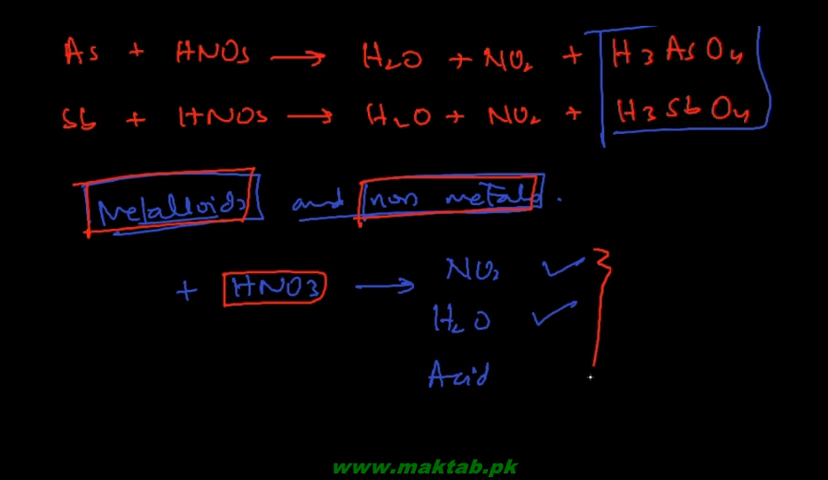 As + HNO3 → H2O + NO2 + H3AsO4
Sb + HNO3 → H2O + NO2 + H3SbO4
Metalloids and non metals.
+ HNO3 → NO2 ✓
H2O ✓
Acid
www.maktab.pk